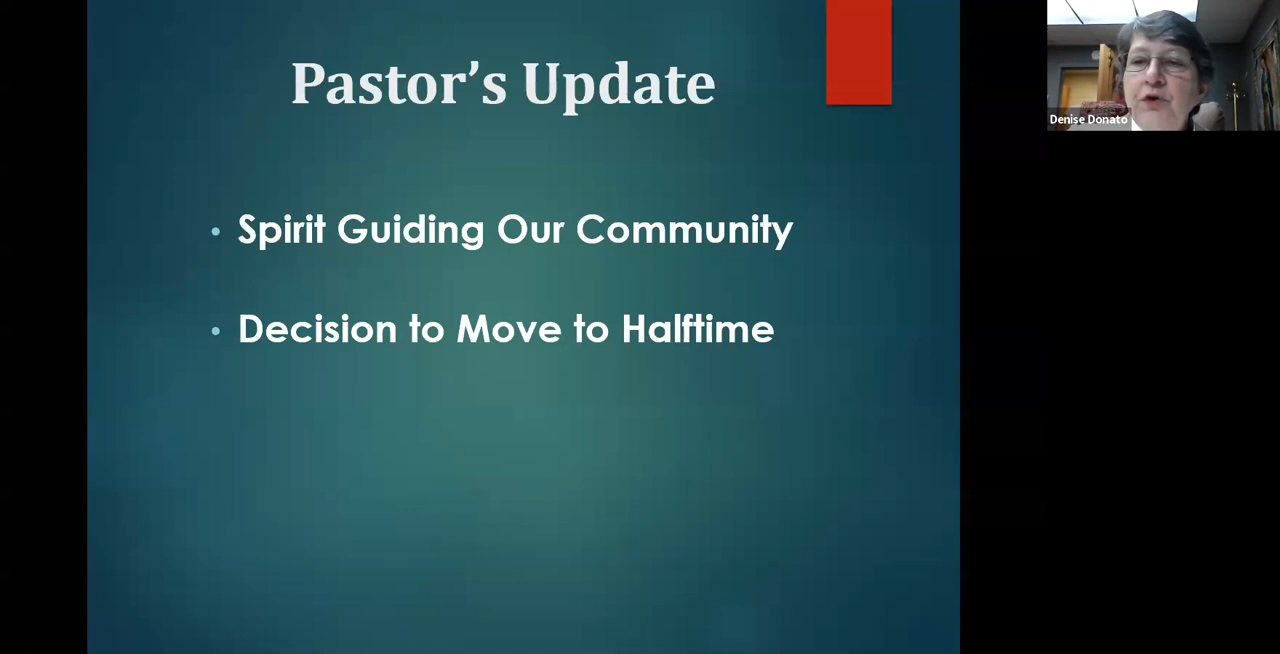 Pastor’s Update
• Spirit Guiding Our Community
• Decision to Move to Halftime
Denise Donato